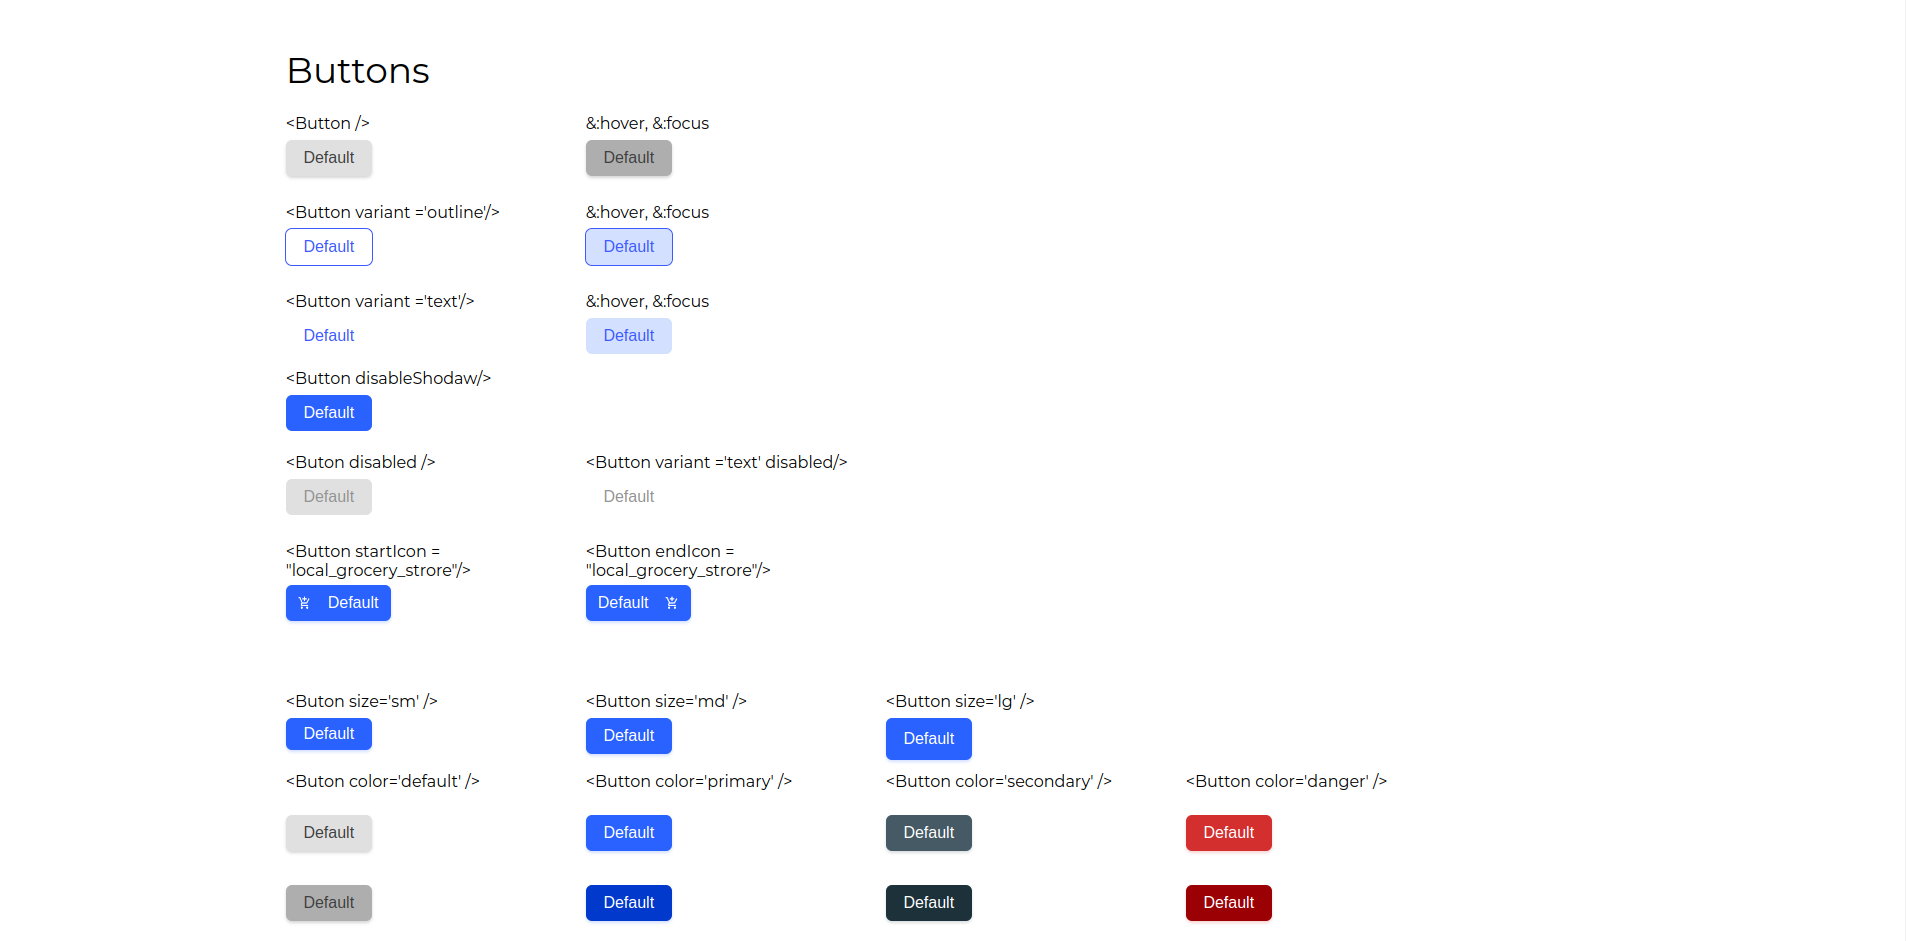 Buttons
<Button />
&:hover, &:focus
Default
Default
<Button variant ='outline'/>
&:hover, &:focus
Default
Default
<Button variant ='text'/>
&:hover, &:focus
Default
Default
<Button disableShodaw/>
Default
<Buton disabled />
<Button variant ='text' disabled/>
Default
Default
<Button startIcon =
"local_grocery_strore"/>
<Button endIcon =
"local_grocery_strore"/>
Default
Default
<Buton size='sm' />
<Button size='md' />
<Button size='lg' />
Default
Default
Default
<Buton color='default' />
<Button color='primary' />
<Button color='secondary' />
<Button color='danger' />
Default
Default
Default
Default
Default
Default
Default
Default